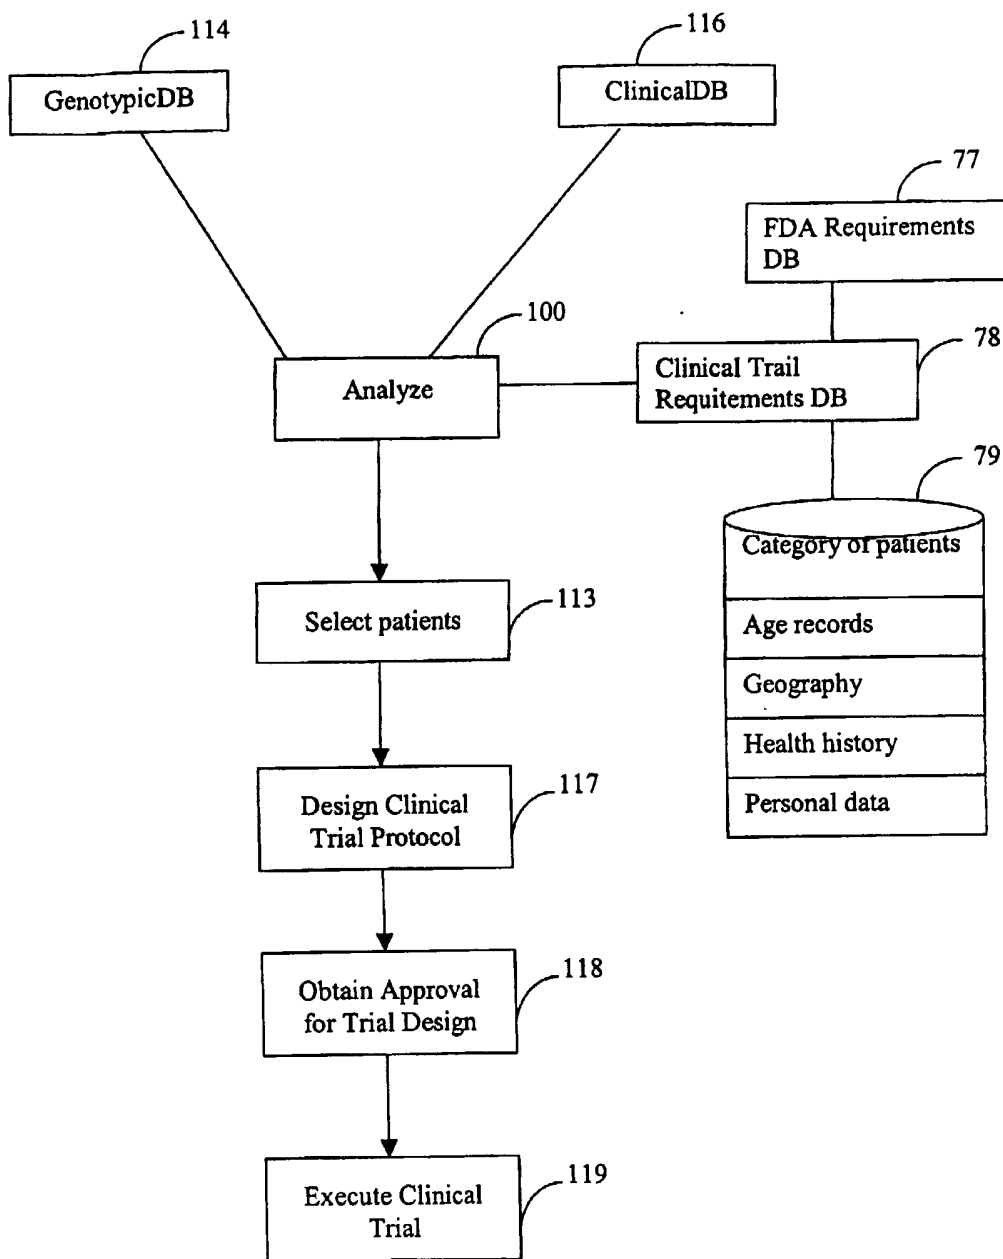 114
116
GenotypicDB
ClinicalDB
77
FDA Requirements
DB
100
78
Analyze
Clinical Trail
Requitements DB
79
Category of patients
113
Select patients
Age records
Geography
Health history
117
Design Clinical
Trial Protocol
Personal data
118
Obtain Approval
for Trial Design
119
Execute Clinical
Trial